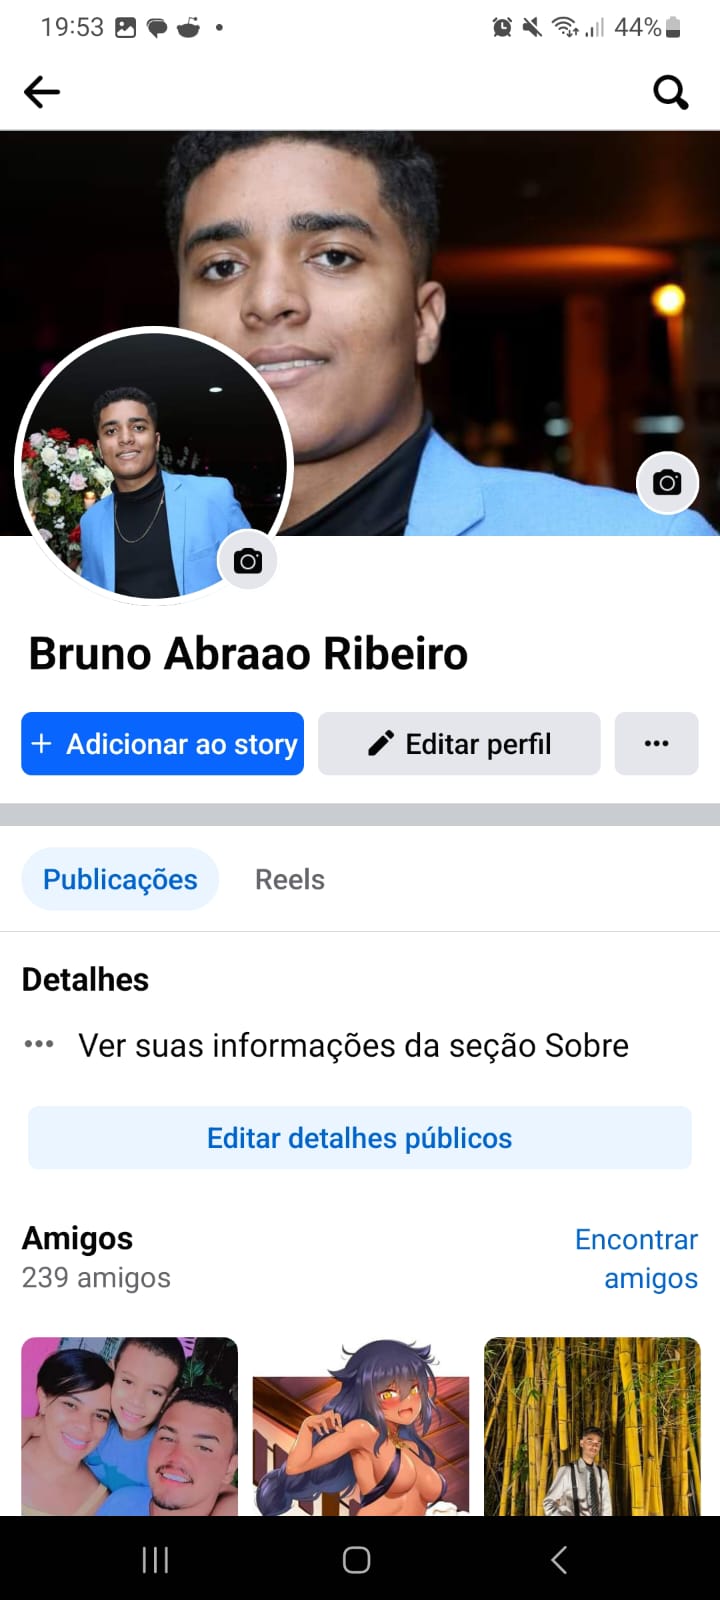 19:53
44%
Bruno Abraao Ribeiro
+ Adicionar ao story
Editar perfil
Publicações
Reels
Detalhes
Ver suas informações da seção Sobre
Editar detalhes públicos
Amigos
239 amigos
Encontrar
amigos